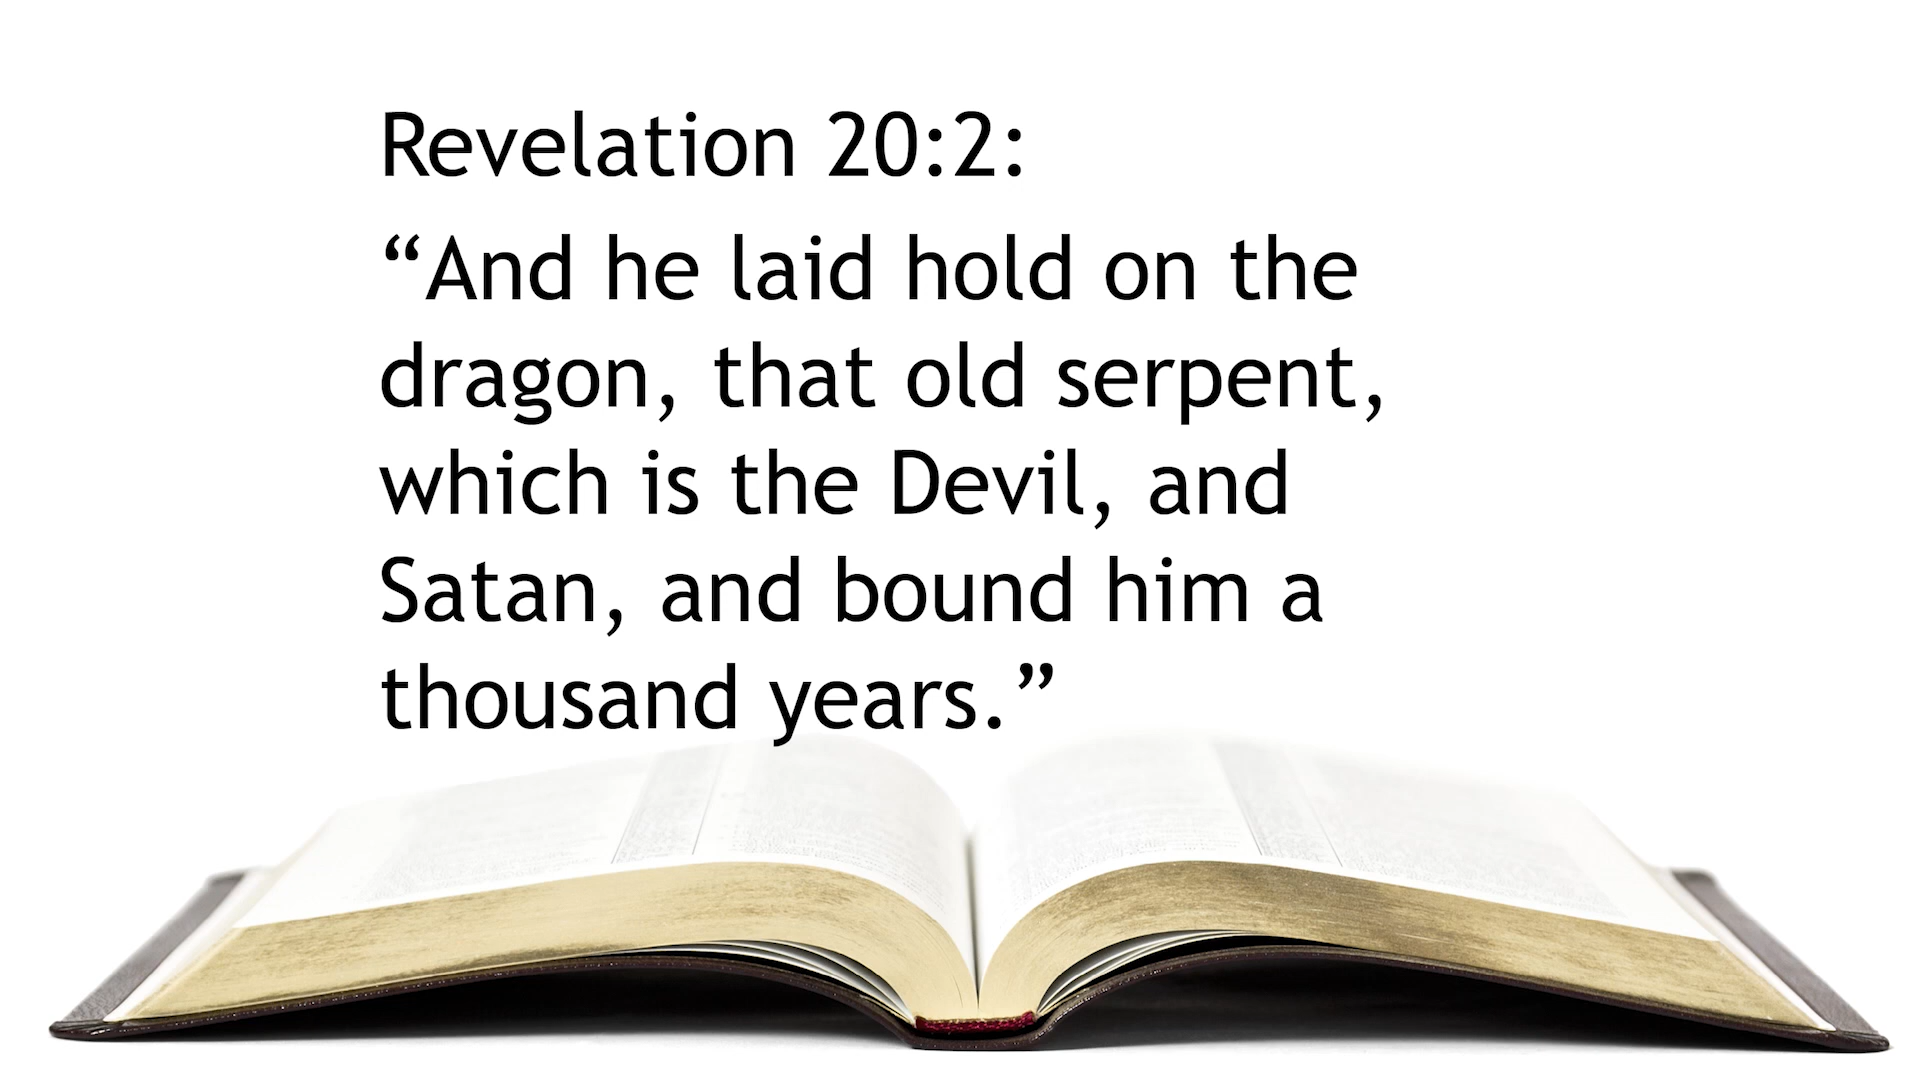 Revelation 20:2:
“And he laid hold on the
dragon, that old serpent,
which is the Devil, and
Satan, and bound him a
thousand years.”